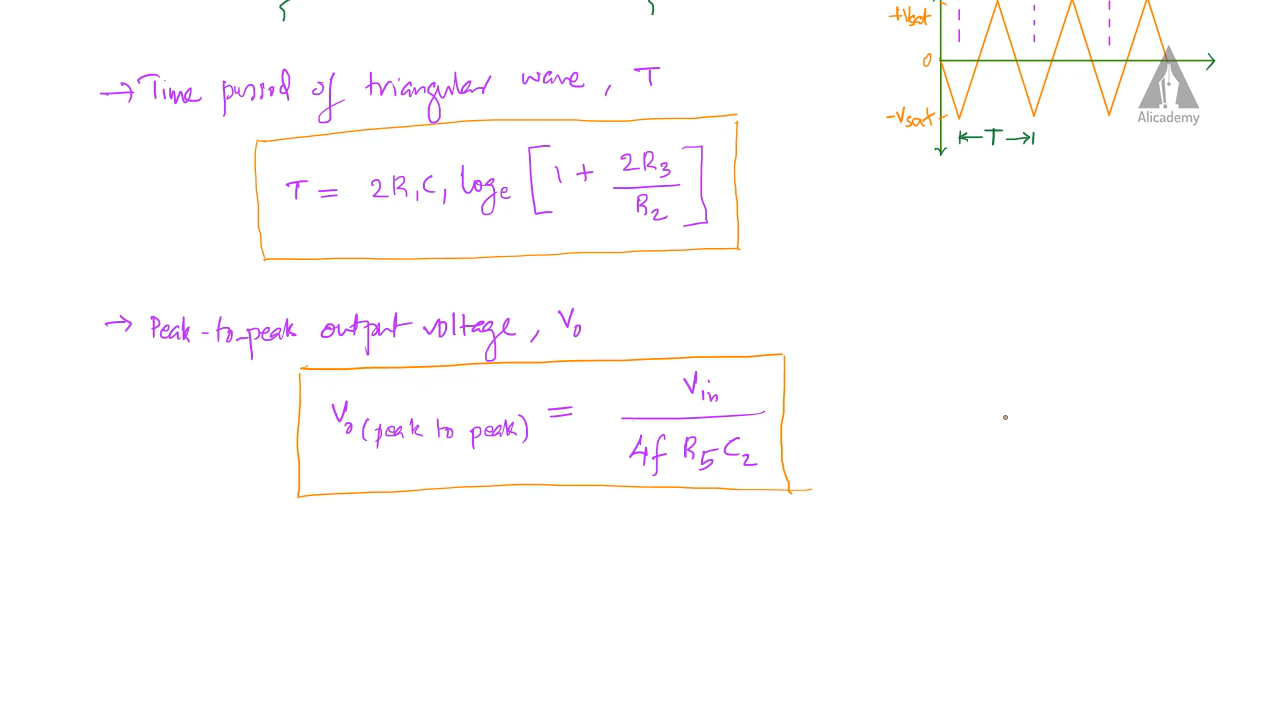 +Vsat
0
-Vsat
T
Alicademy
→ Time period of triangular wave, T
T = 2R₁C₁ logₑ [1 + 2R₃/R₂]
→ Peak-to-peak output voltage, V₀
V₀(peak to peak) = Vin / 4f R₅C₂